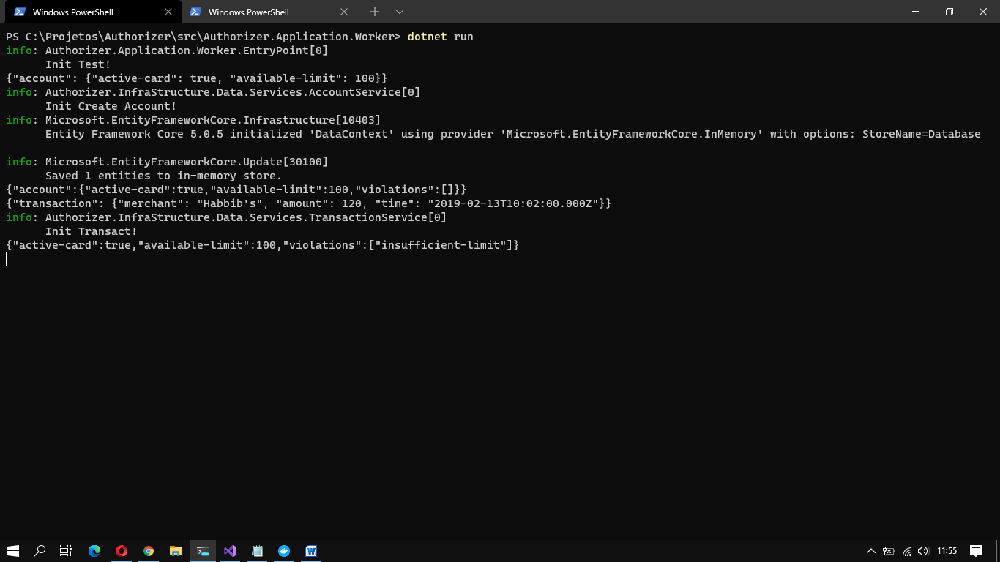 Windows PowerShell
Windows PowerShell
PS C:\Projetos\Authorizer\src\Authorizer.Application.Worker> dotnet run
info: Authorizer.Application.Worker.EntryPoint[0]
Init Test!
{"account": {"active-card": true, "available-limit": 100}}
info: Authorizer.InfraStructure.Data.Services.AccountService[0]
Init Create Account!
info: Microsoft.EntityFrameworkCore.Infrastructure[10403]
Entity Framework Core 5.0.5 initialized 'DataContext' using provider 'Microsoft.EntityFrameworkCore.InMemory' with options: StoreName=Database
info: Microsoft.EntityFrameworkCore.Update[30100]
Saved 1 entities to in-memory store.
{"account":{"active-card":true,"available-limit":100,"violations":[]}}
{"transaction": {"merchant": "Habbib's", "amount": 120, "time": "2019-02-13T10:02:00.000Z"}}
info: Authorizer.InfraStructure.Data.Services.TransactionService[0]
Init Transact!
{"active-card":true,"available-limit":100,"violations":["insufficient-limit"]}
11:55